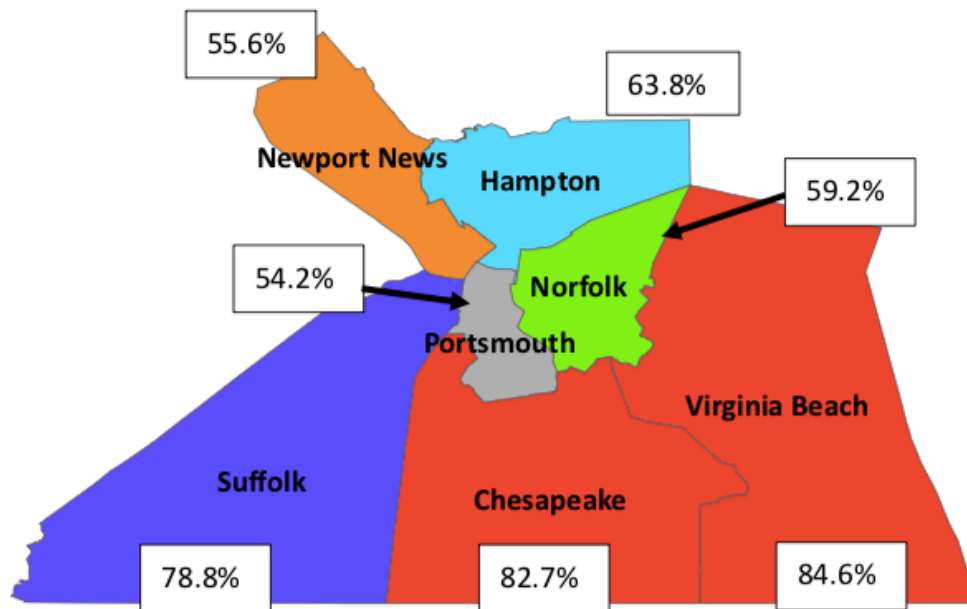 55.6%
63.8%
Newport News
Hampton
59.2%
54.2%
Norfolk
Portsmouth
Virginia Beach
Suffolk
Chesapeake
78.8%
82.7%
84.6%